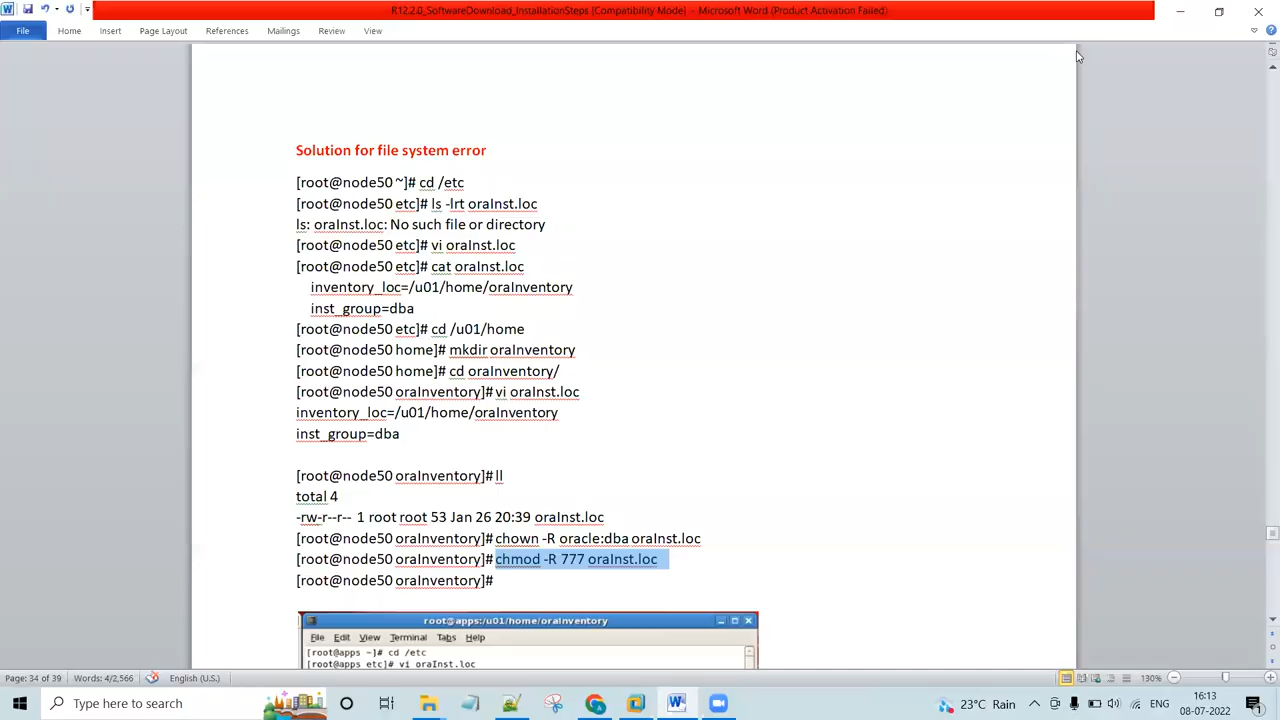 R12.2.0_SoftwareDownload_InstallationSteps [Compatibility Mode] - Microsoft Word (Product Activation Failed)
File Home Insert Page Layout References Mailings Review View
Solution for file system error
[root@node50 ~]# cd /etc
[root@node50 etc]# ls -lrt oraInst.loc
ls: oraInst.loc: No such file or directory
[root@node50 etc]# vi oraInst.loc
[root@node50 etc]# cat oraInst.loc
inventory_loc=/u01/home/oraInventory
inst_group=dba
[root@node50 etc]# cd /u01/home
[root@node50 home]# mkdir oraInventory
[root@node50 home]# cd oraInventory/
[root@node50 oraInventory]# vi oraInst.loc
inventory_loc=/u01/home/oraInventory
inst_group=dba
[root@node50 oraInventory]# ll
total 4
-rw-r--r-- 1 root root 53 Jan 26 20:39 oraInst.loc
[root@node50 oraInventory]# chown -R oracle:dba oraInst.loc
[root@node50 oraInventory]# chmod -R 777 oraInst.loc
[root@node50 oraInventory]#
root@apps:/u01/home/oraInventory
File Edit View Terminal Tabs Help
[root@apps ~]# cd /etc
[root@apps etc]# vi oraInst.loc
Page: 34 of 39 Words: 4/2,566 English (U.S.) 130%
Type here to search 23°C Rain ENG 16:13
08-07-2022